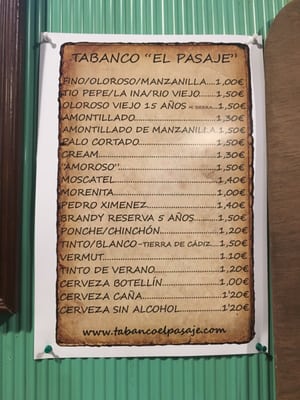 TABANCO "EL PASAJE"
FINO/OLOROSO/MANZANILLA....1,00€
TIO PEPE/LA INA/RIO VIEJO......1,50€
OLOROSO VIEJO 15 AÑOS 1,50€
AMONTILLADO..........1,30€
AMONTILLADO DE MANZANILLA.1,50€
PALO CORTADO..........1,50€
CREAM..........1,30€
"AMOROSO"..........1,50€
MOSCATEL..........1,40€
MORENITA..........1,00€
PEDRO XIMENEZ..........1,40€
BRANDY RESERVA 5 AÑOS..........1,50€
PONCHE/CHINCHÓN..........1,20€
TINTO/BLANCO-TIERRA DE CÁDIZ....1,50€
VERMUT..........1.10€
TINTO DE VERANO..........1,20€
CERVEZA BOTELLÍN..........1,00€
CERVEZA CAÑA..........1'20€
CERVEZA SIN ALCOHOL..........1'20€
www.tabancoelpasaje.com